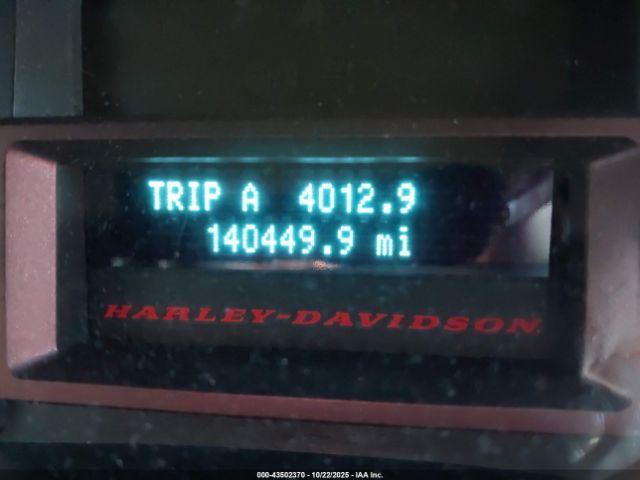 TRIP A 4012.9
140449.9 mi
HARLEY-DAVIDSON
000-43502370 - 10/22/2025 - IAA Inc.